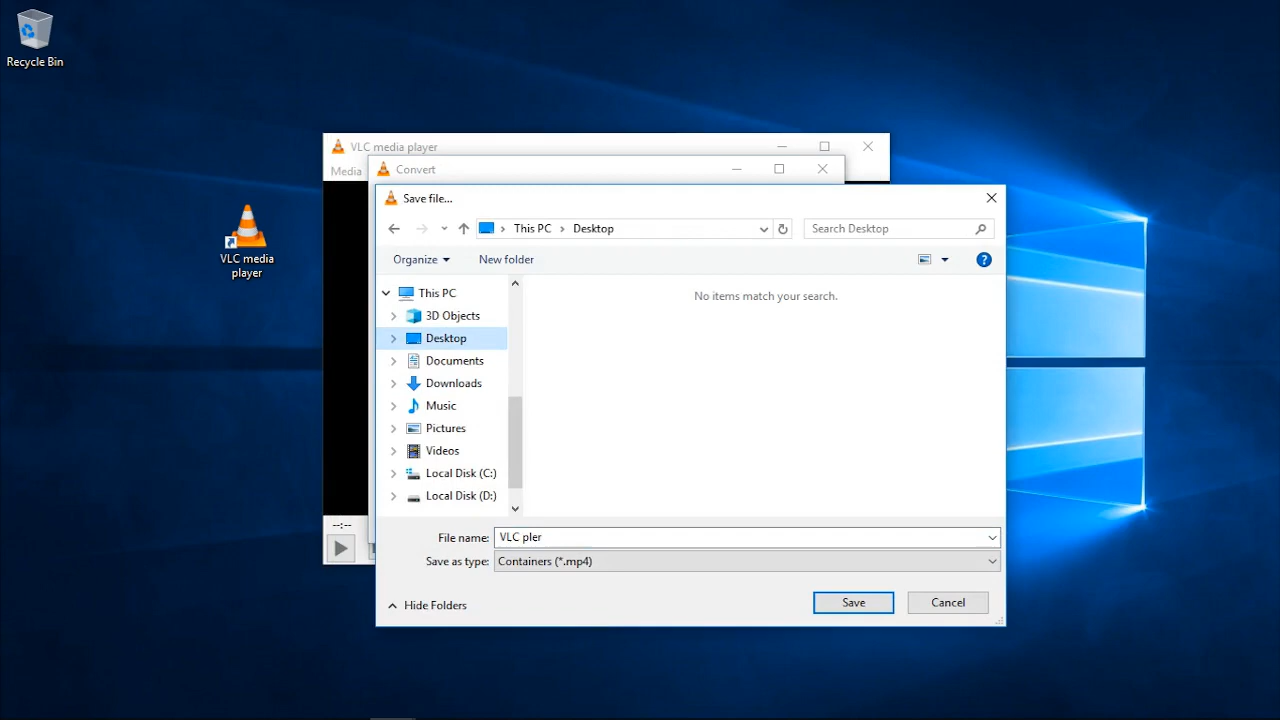 Recycle Bin
VLC media player
VLC media player
Media
Convert
Save file...
This PC
Desktop
Search Desktop
Organize
New folder
This PC
No items match your search.
3D Objects
Desktop
Documents
Downloads
Music
Pictures
Videos
Local Disk (C:)
Local Disk (D:)
--:--
File name: VLC pler
Save as type: Containers (*.mp4)
Hide Folders
Save
Cancel